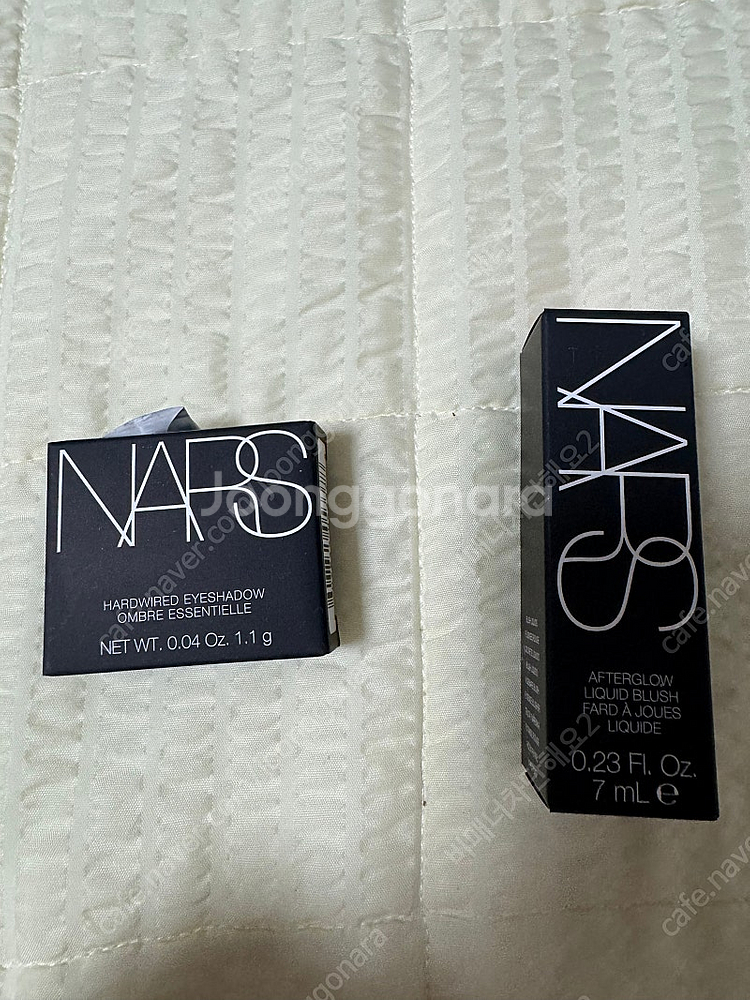 NARS
HARDWIRED EYESHADOW
OMBRE ESSENTIELLE
NET WT. 0.04 Oz. 1.1 g
NARS
AFTERGLOW
LIQUID BLUSH
FARD À JOUES
LIQUIDE
0.23 Fl. Oz.
7 mL e
Joonggonara